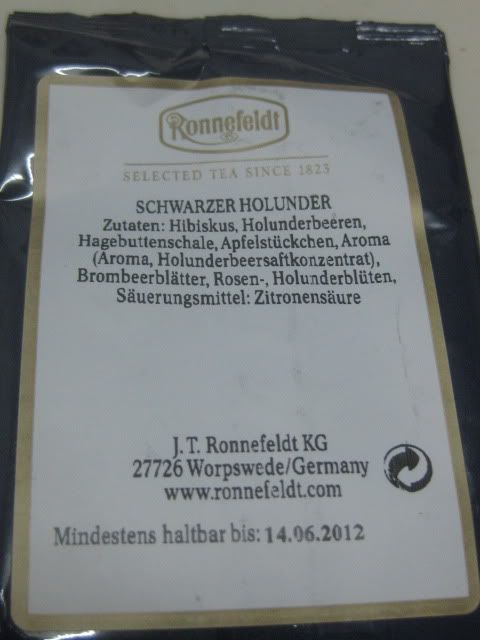 Ronnefeldt
SELECTED TEA SINCE 1823
SCHWARZER HOLUNDER
Zutaten: Hibiskus, Holunderbeeren,
Hagebuttenschale, Apfelstückchen, Aroma
(Aroma, Holunderbeersaftkonzentrat),
Brombeerblätter, Rosen-, Holunderblüten,
Säuerungsmittel: Zitronensäure
J.T. Ronnefeldt KG
27726 Worpswede/Germany
www.ronnefeldt.com
Mindestens haltbar bis: 14.06.2012